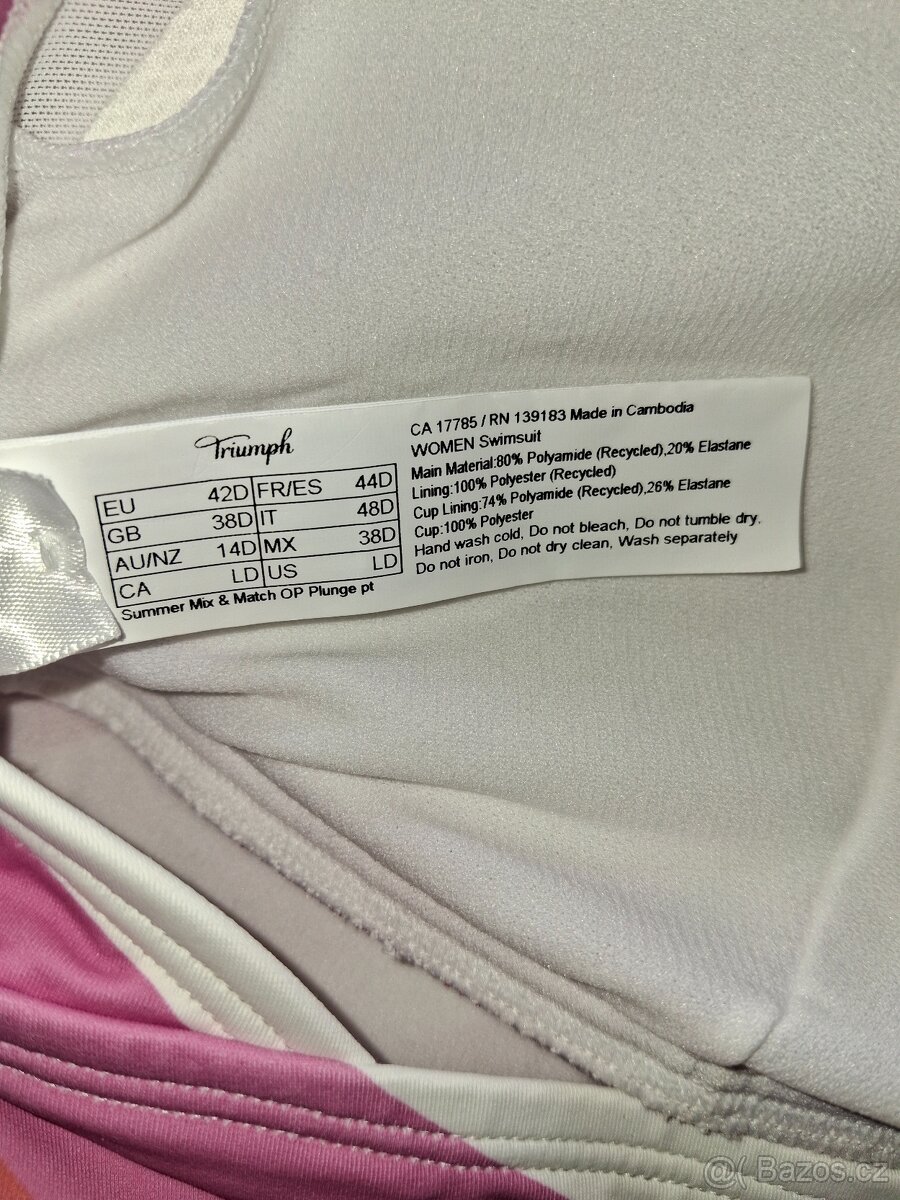 Triumph
EU 42D FR/ES 44D
GB 38D IT 48D
AU/NZ 14D MX 38D
CA LD US LD
Summer Mix & Match OP Plunge pt
CA 17785 / RN 139183 Made in Cambodia
WOMEN Swimsuit
Main Material:80% Polyamide (Recycled),20% Elastane
Lining:100% Polyester (Recycled)
Cup Lining:74% Polyamide (Recycled),26% Elastane
Cup:100% Polyester
Hand wash cold, Do not bleach, Do not tumble dry.
Do not iron, Do not dry clean, Wash separately
@( Bazos.cz